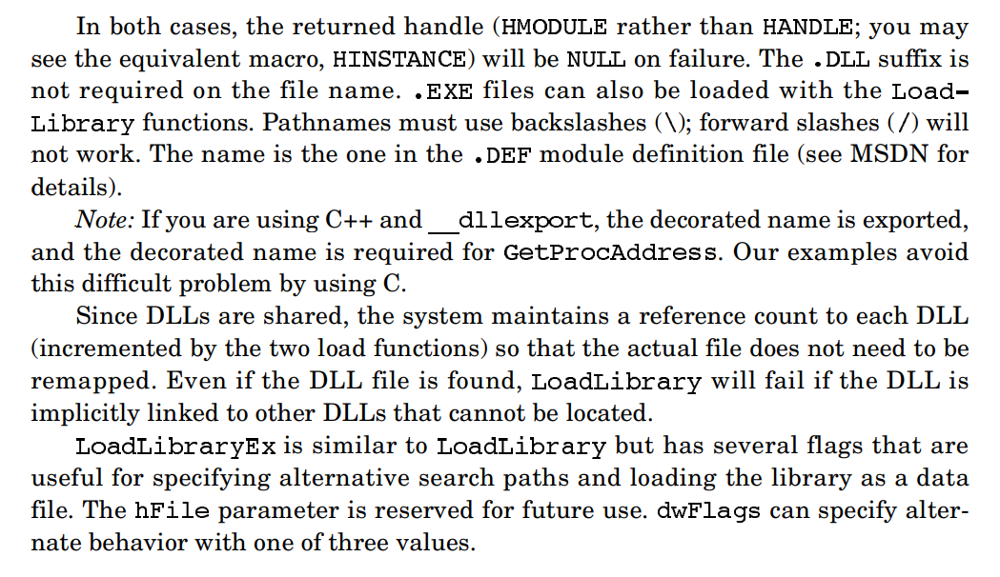 In both cases, the returned handle (HMODULE rather than HANDLE; you may
see the equivalent macro, HINSTANCE) will be NULL on failure. The .DLL suffix is
not required on the file name. .EXE files can also be loaded with the Load-
Library functions. Pathnames must use backslashes (\); forward slashes (/) will
not work. The name is the one in the .DEF module definition file (see MSDN for
details).
Note: If you are using C++ and __dllexport, the decorated name is exported,
and the decorated name is required for GetProcAddress. Our examples avoid
this difficult problem by using C.
Since DLLs are shared, the system maintains a reference count to each DLL
(incremented by the two load functions) so that the actual file does not need to be
remapped. Even if the DLL file is found, LoadLibrary will fail if the DLL is
implicitly linked to other DLLs that cannot be located.
LoadLibraryEx is similar to LoadLibrary but has several flags that are
useful for specifying alternative search paths and loading the library as a data
file. The hFile parameter is reserved for future use. dwFlags can specify alter-
nate behavior with one of three values.